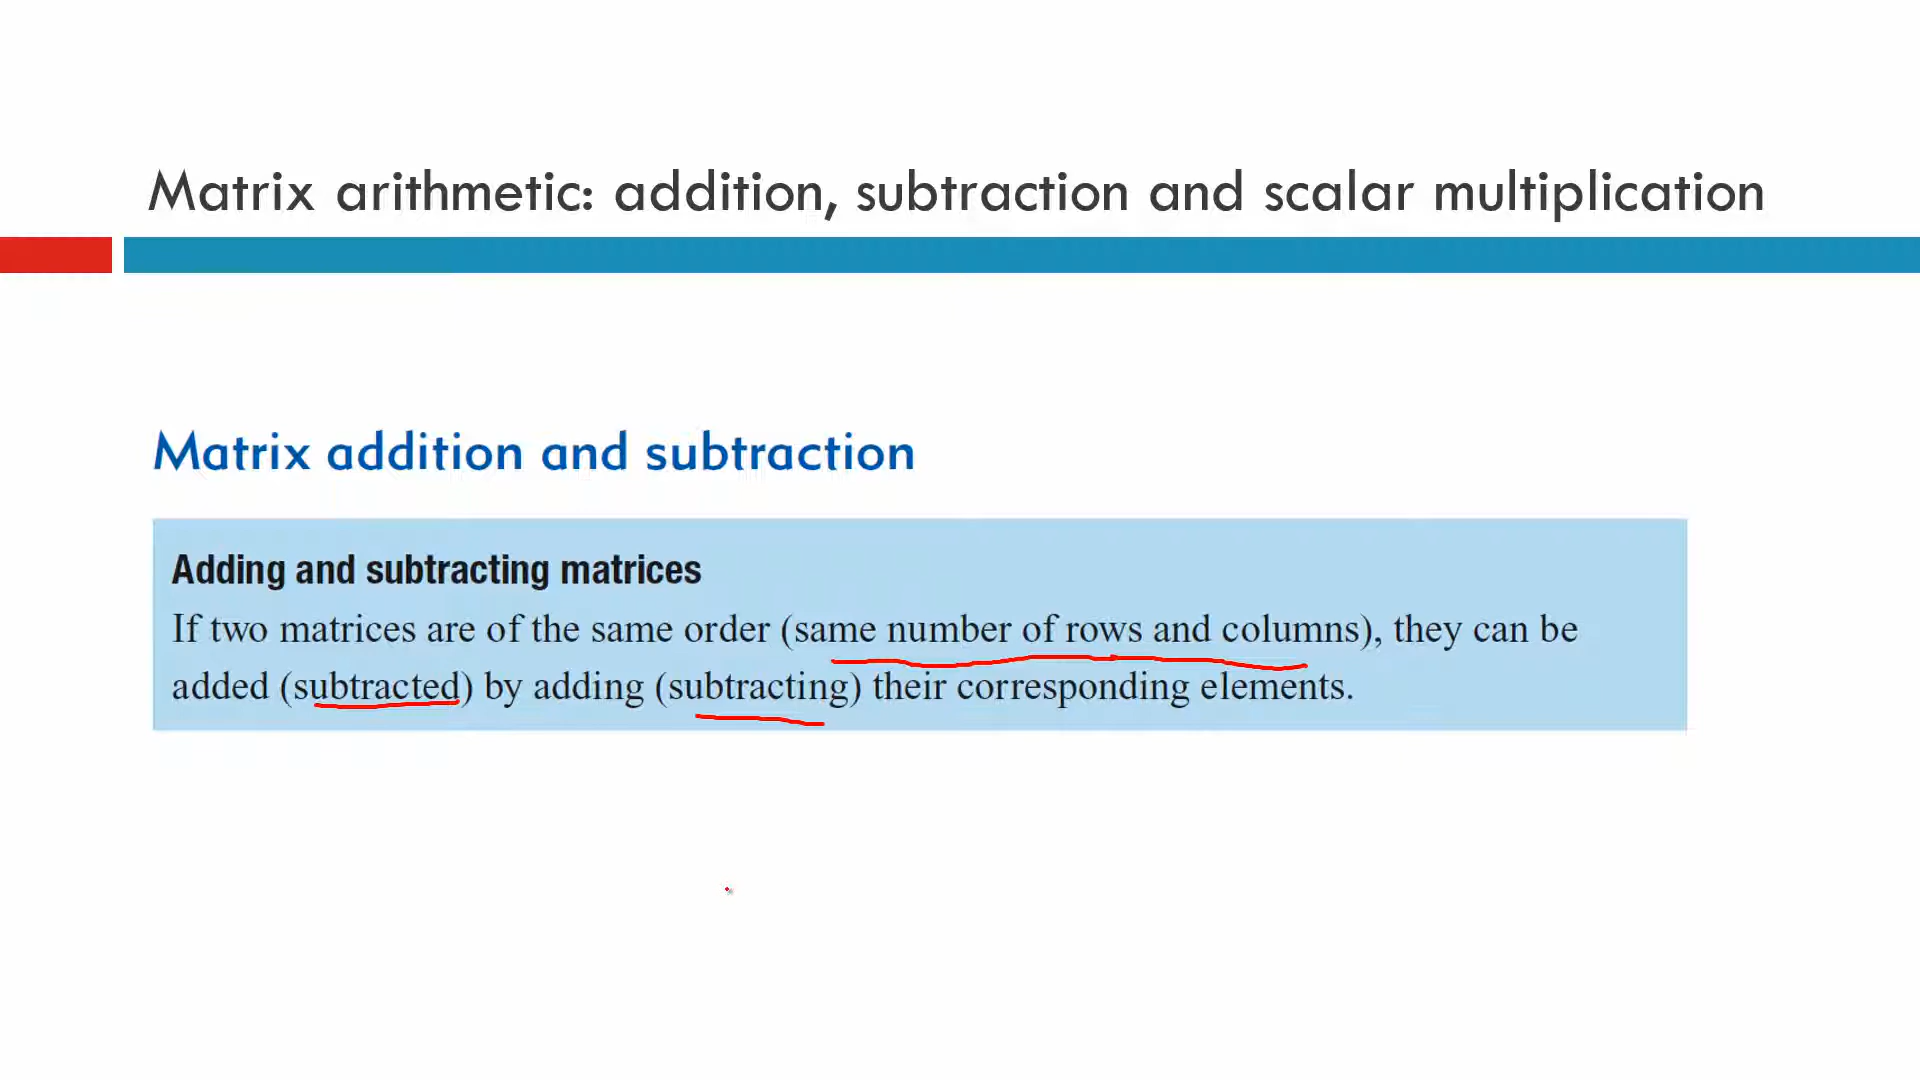 Matrix arithmetic: addition, subtraction and scalar multiplication
Matrix addition and subtraction
Adding and subtracting matrices
If two matrices are of the same order (same number of rows and columns), they can be
added (subtracted) by adding (subtracting) their corresponding elements.